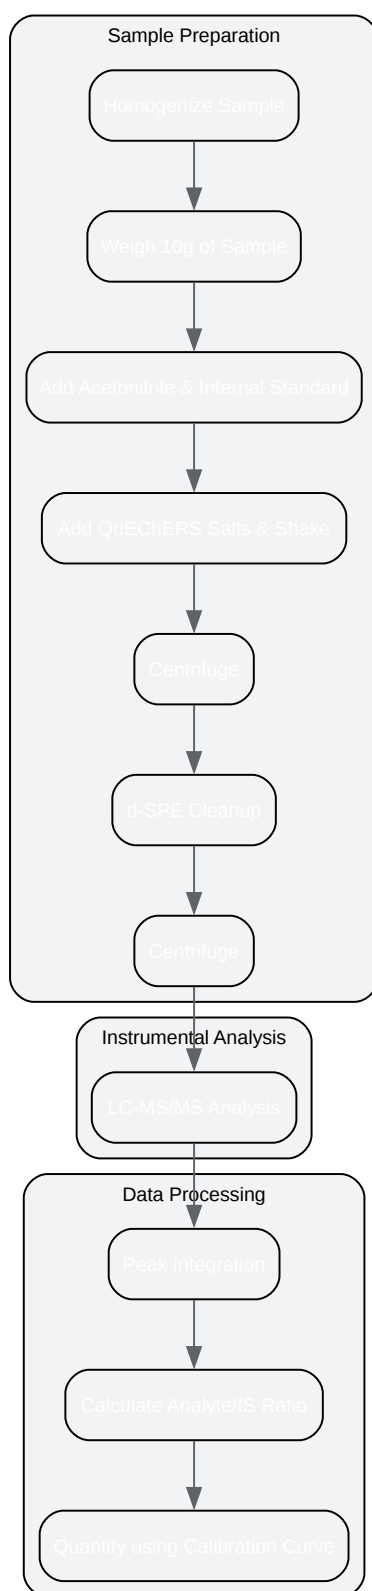 Sample Preparation
Homogenize Sample
Weigh 10g of Sample
Add Acetonitrile & Internal Standard
Add QuEChERS Salts & Shake
Centrifuge
d-SPE Cleanup
Centrifuge
Instrumental Analysis
LC-MS/MS Analysis
Data Processing
Peak Integration
Calculate Analyte/IS Ratio
Quantify using Calibration Curve